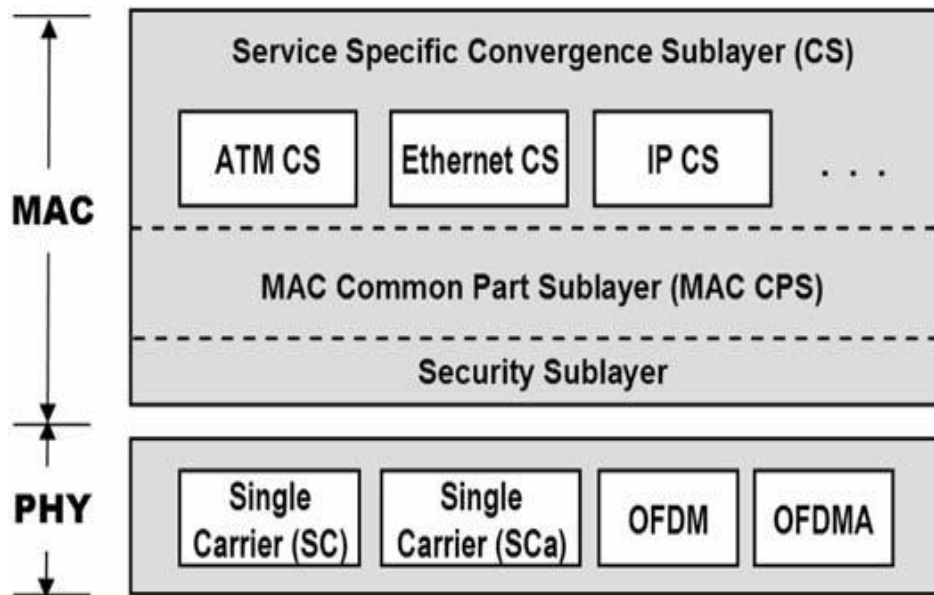 Service Specific Convergence Sublayer (CS)
ATM CS
Ethernet CS
IP CS
. . .
MAC
MAC Common Part Sublayer (MAC CPS)
Security Sublayer
PHY
Single
Carrier (SC)
Single
Carrier (SCa)
OFDM
OFDMA